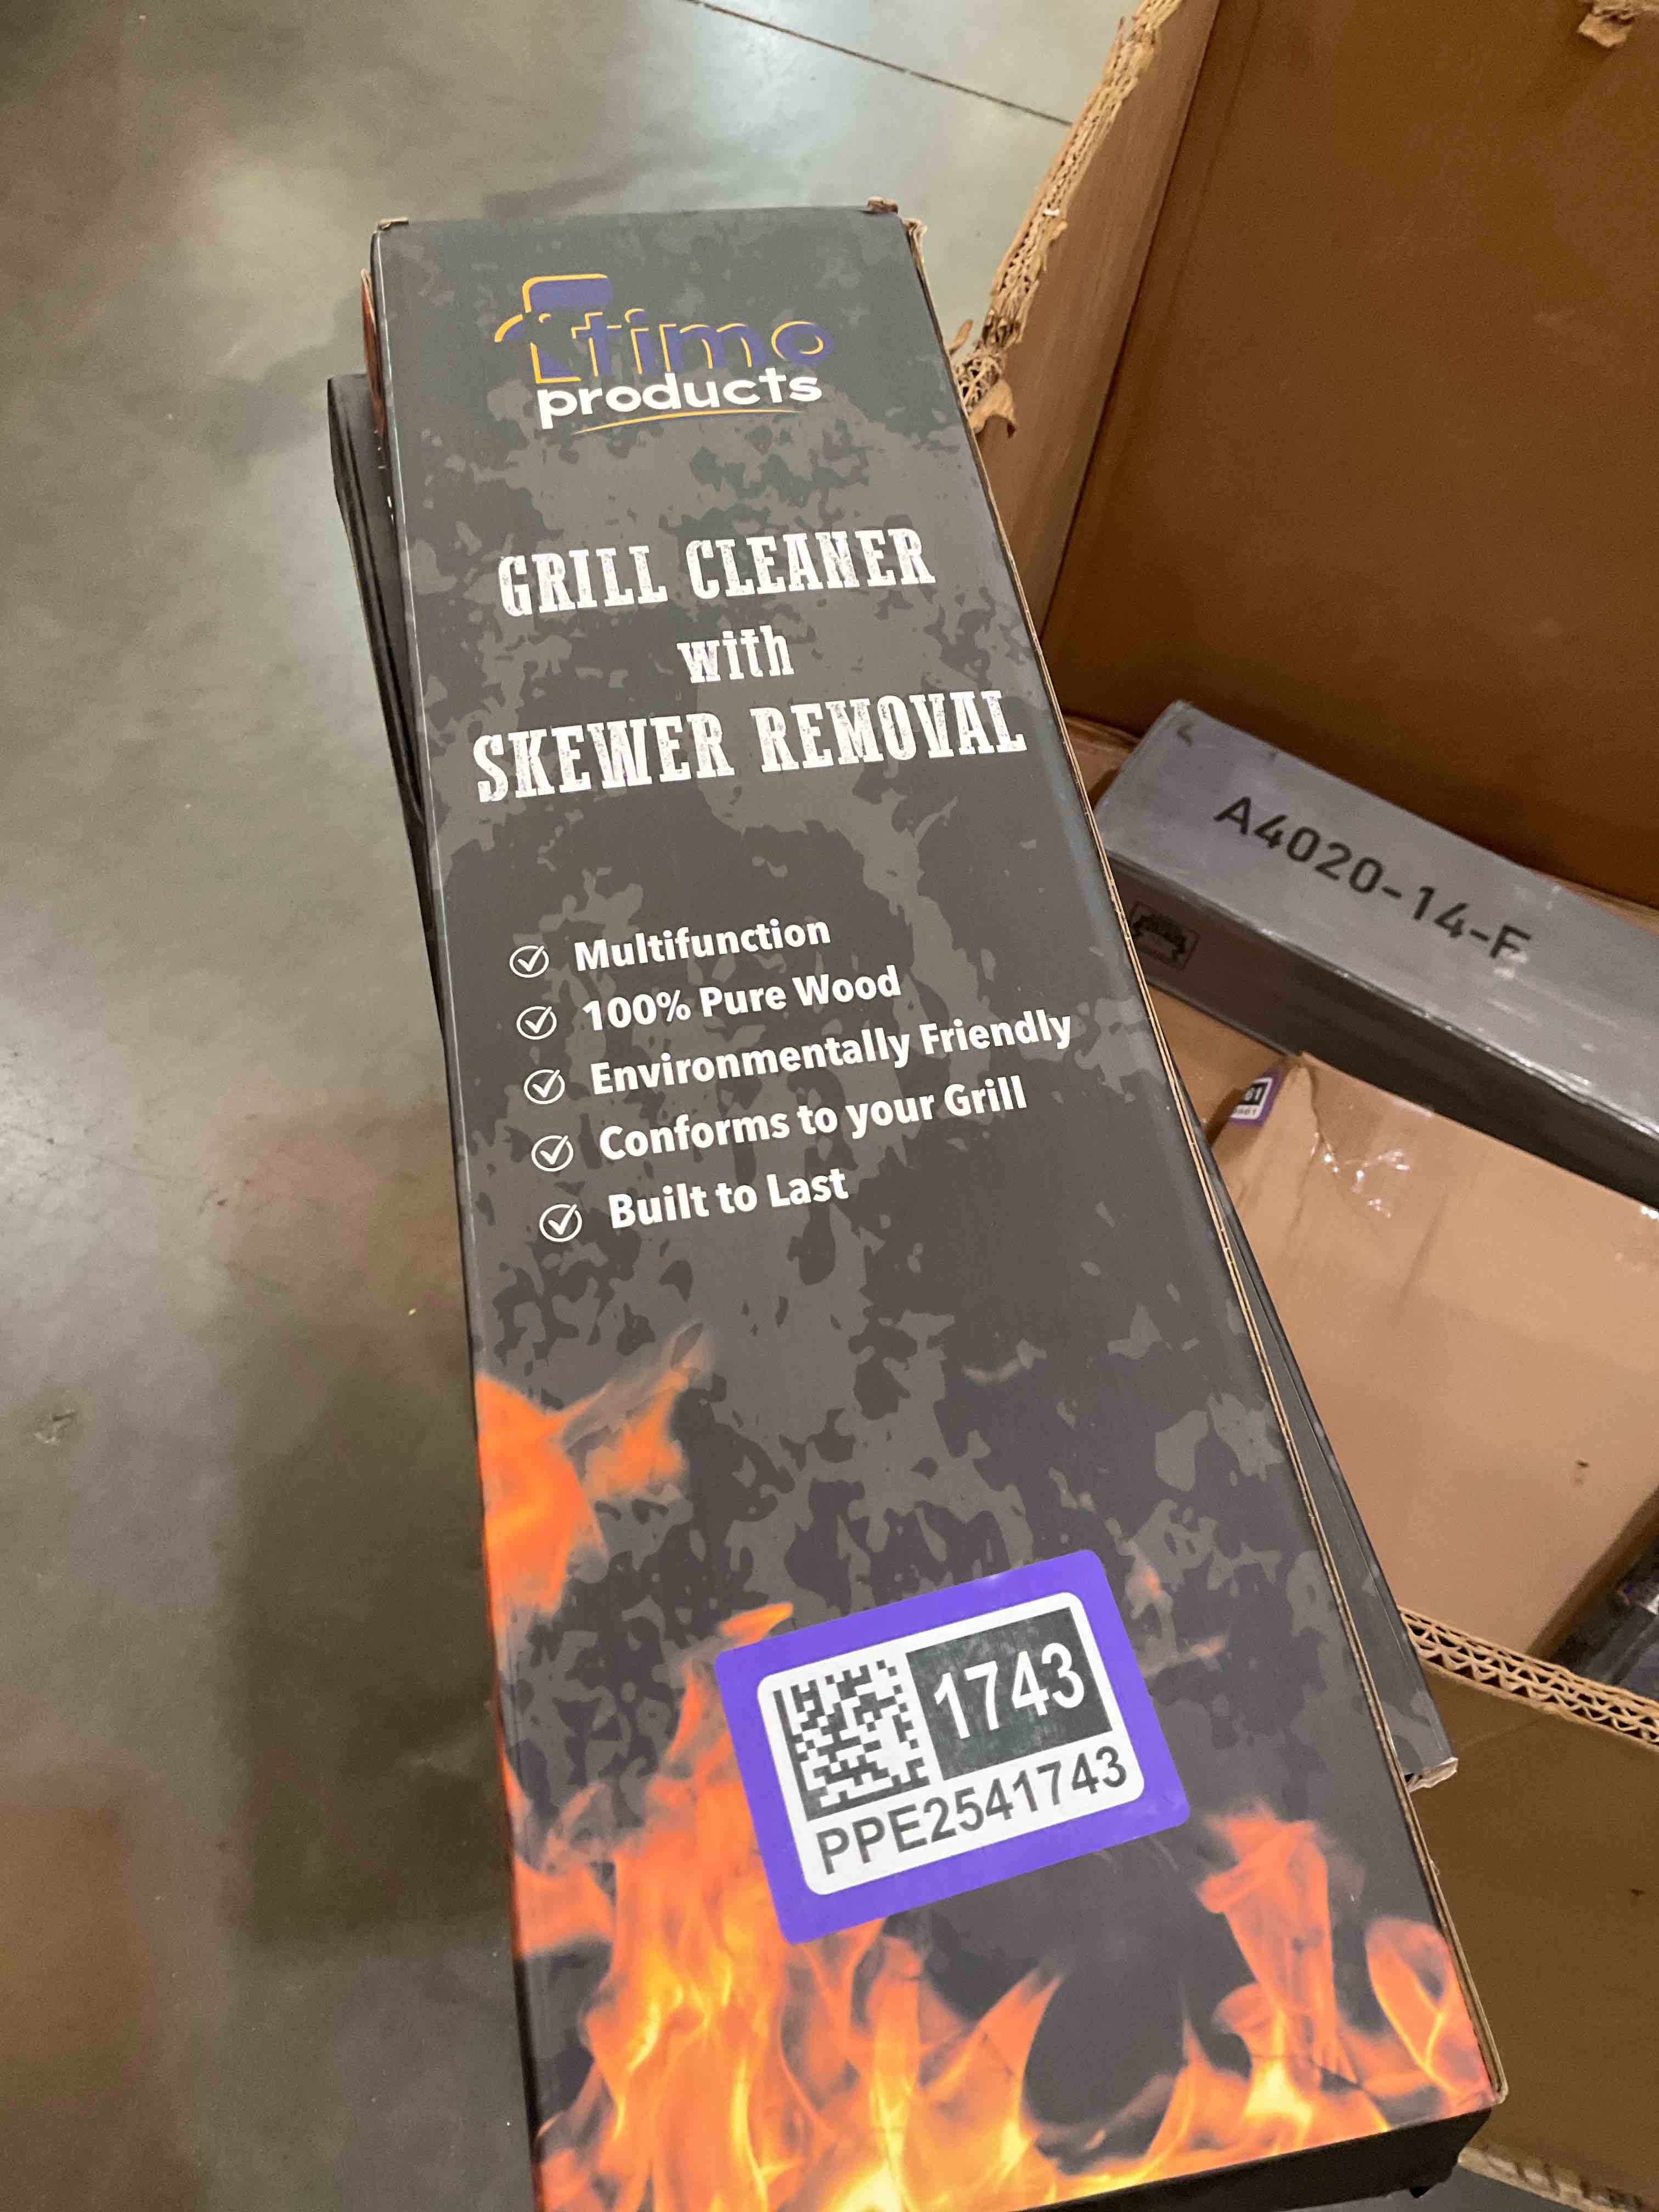 timo
products
GRILL CLEANER
with
SKEWER REMOVAL
Multifunction
100% Pure Wood
Environmentally Friendly
Conforms to your Grill
Built to Last
1743
PPE2541743
A4020-14-F